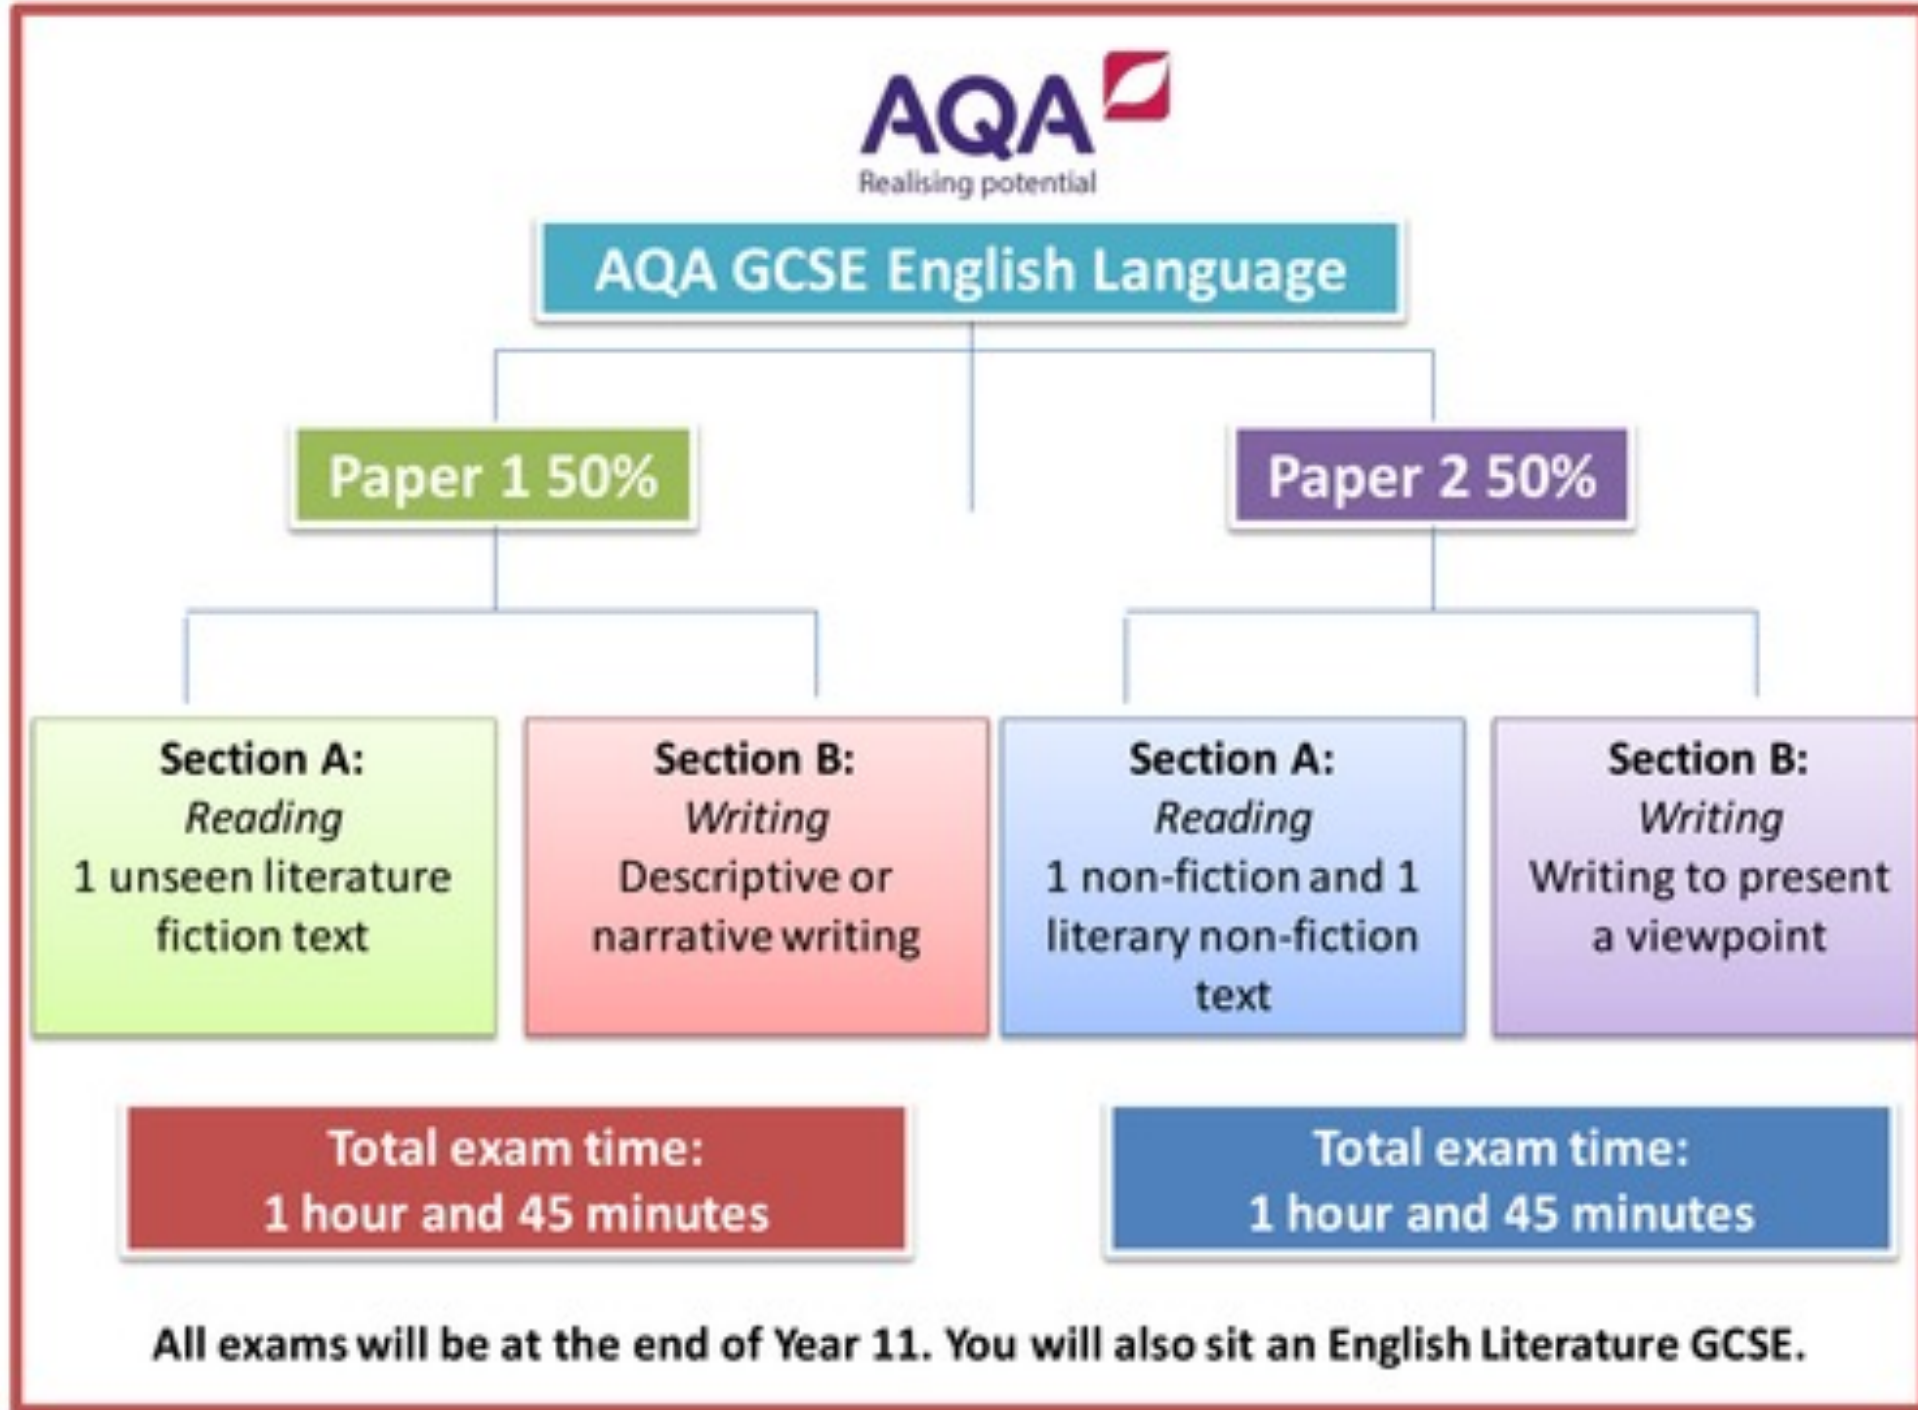 AQA
Realising potential
AQA GCSE English Language
Paper 1 50%
Paper 2 50%
Section A:
Reading
1 unseen literature
fiction text
Section B:
Writing
Descriptive or
narrative writing
Section A:
Reading
1 non-fiction and 1
literary non-fiction
text
Section B:
Writing
Writing to present
a viewpoint
Total exam time:
1 hour and 45 minutes
Total exam time:
1 hour and 45 minutes
All exams will be at the end of Year 11. You will also sit an English Literature GCSE.